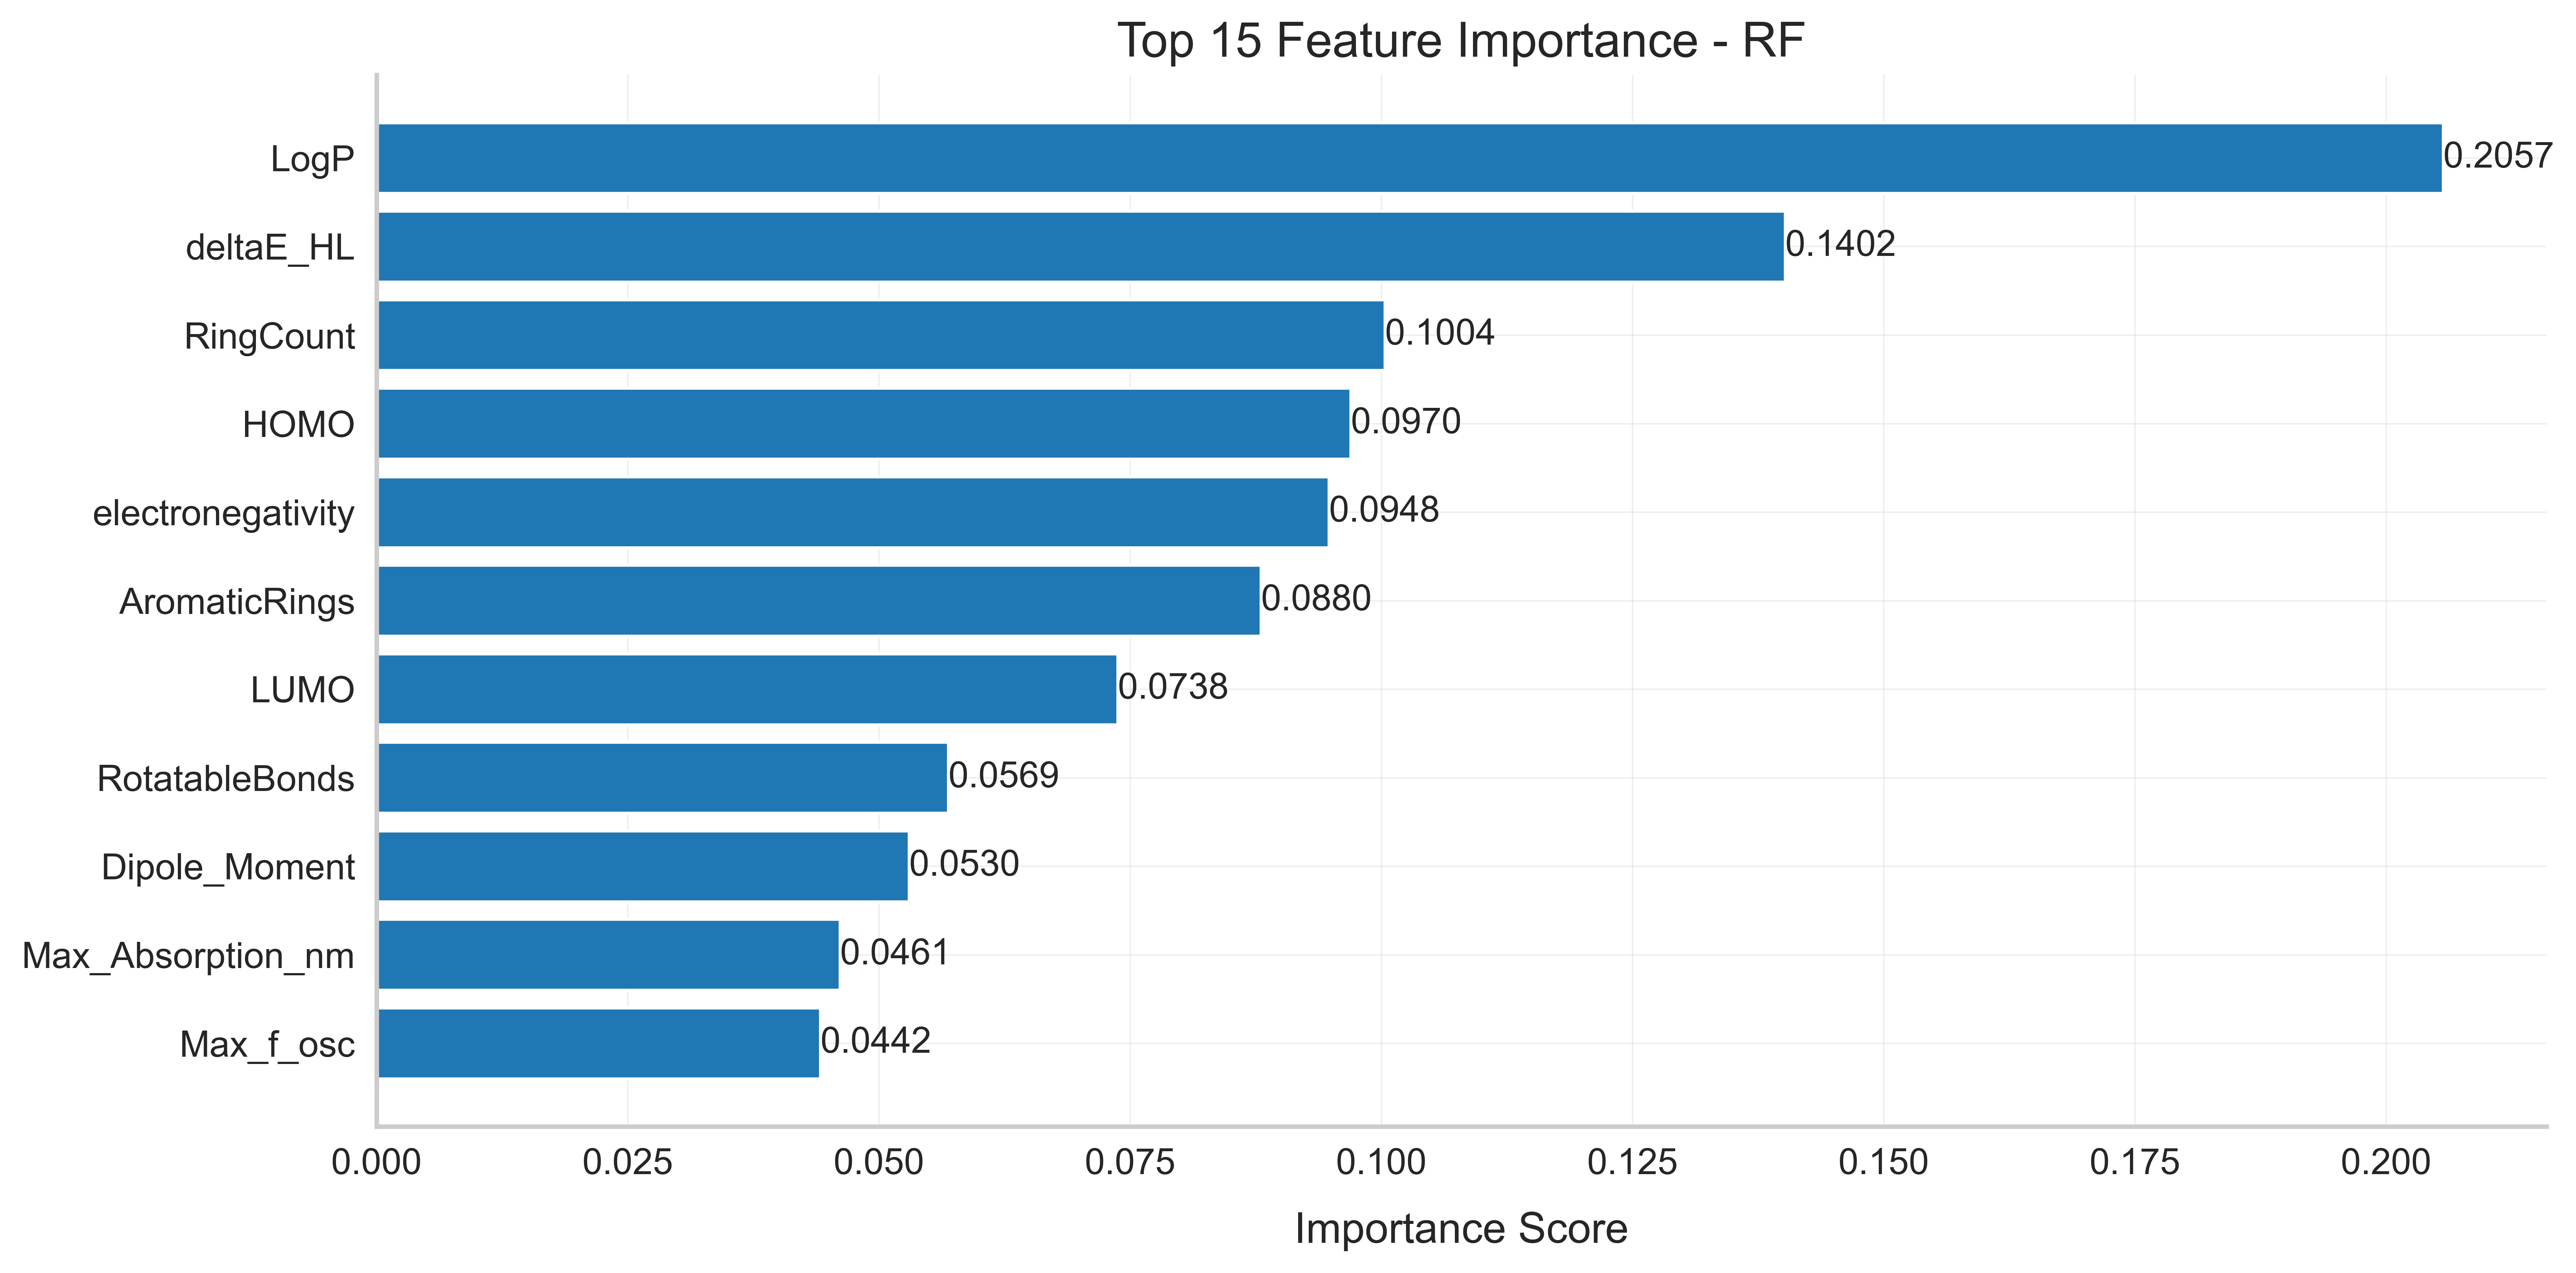 Top 15 Feature Importance - RF
LogP 0.2057
deltaE_HL 0.1402
RingCount 0.1004
HOMO 0.0970
electronegativity 0.0948
AromaticRings 0.0880
LUMO 0.0738
RotatableBonds 0.0569
Dipole_Moment 0.0530
Max_Absorption_nm 0.0461
Max_f_osc 0.0442
0.000 0.025 0.050 0.075 0.100 0.125 0.150 0.175 0.200
Importance Score